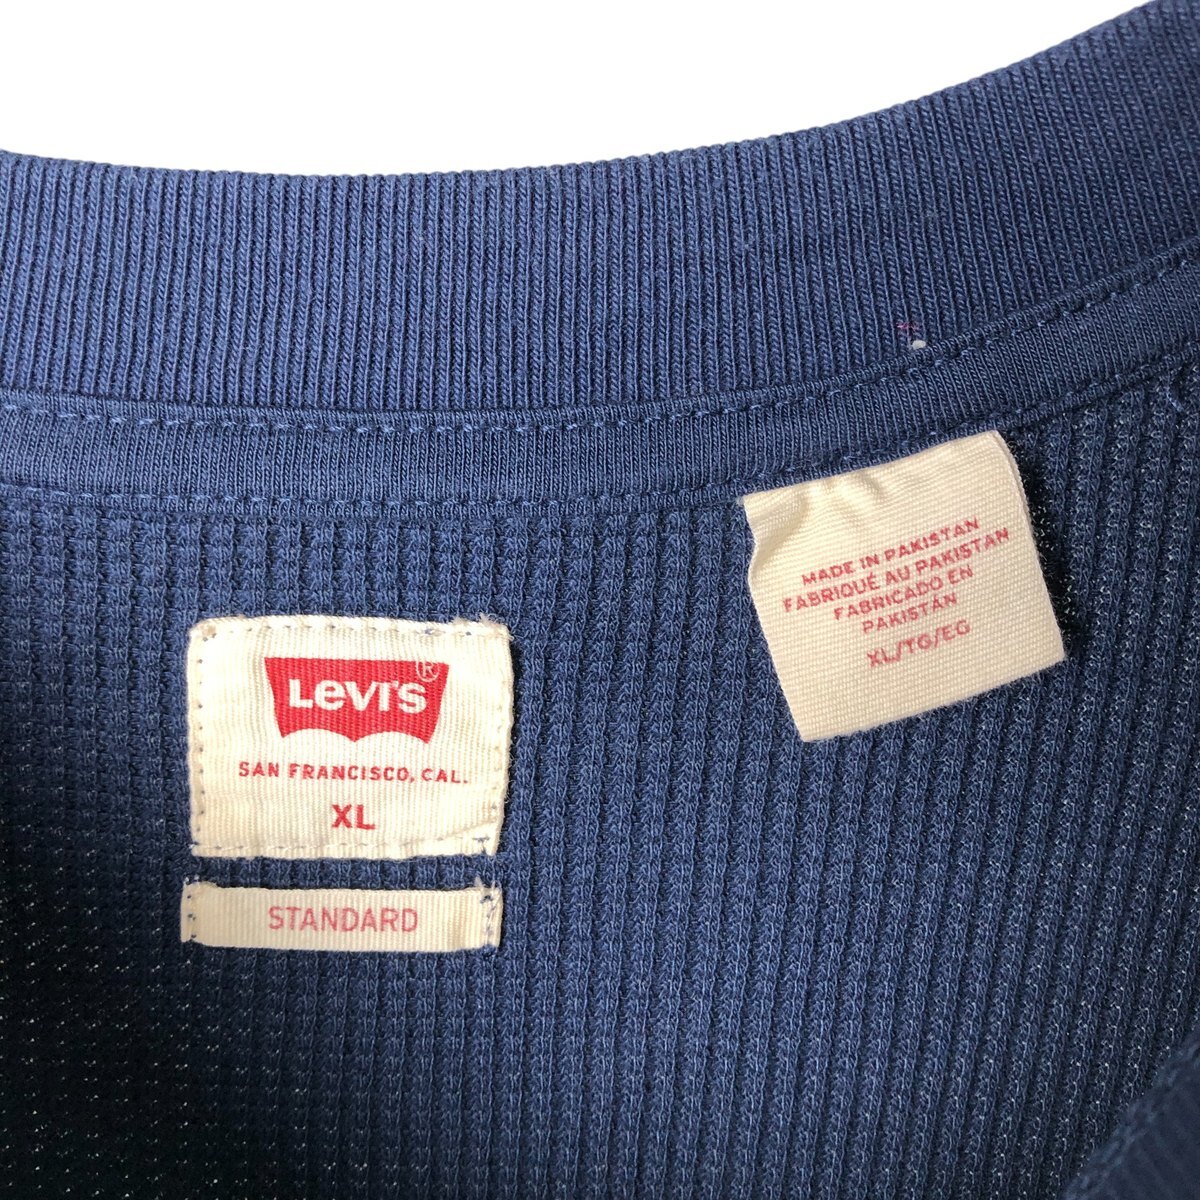 LEVI'S®
SAN FRANCISCO, CAL.
XL
STANDARD
MADE IN PAKISTAN
FABRIQUÉ AU PAKISTAN
FABRICADO EN
PAKISTÁN
XL/TG/EG